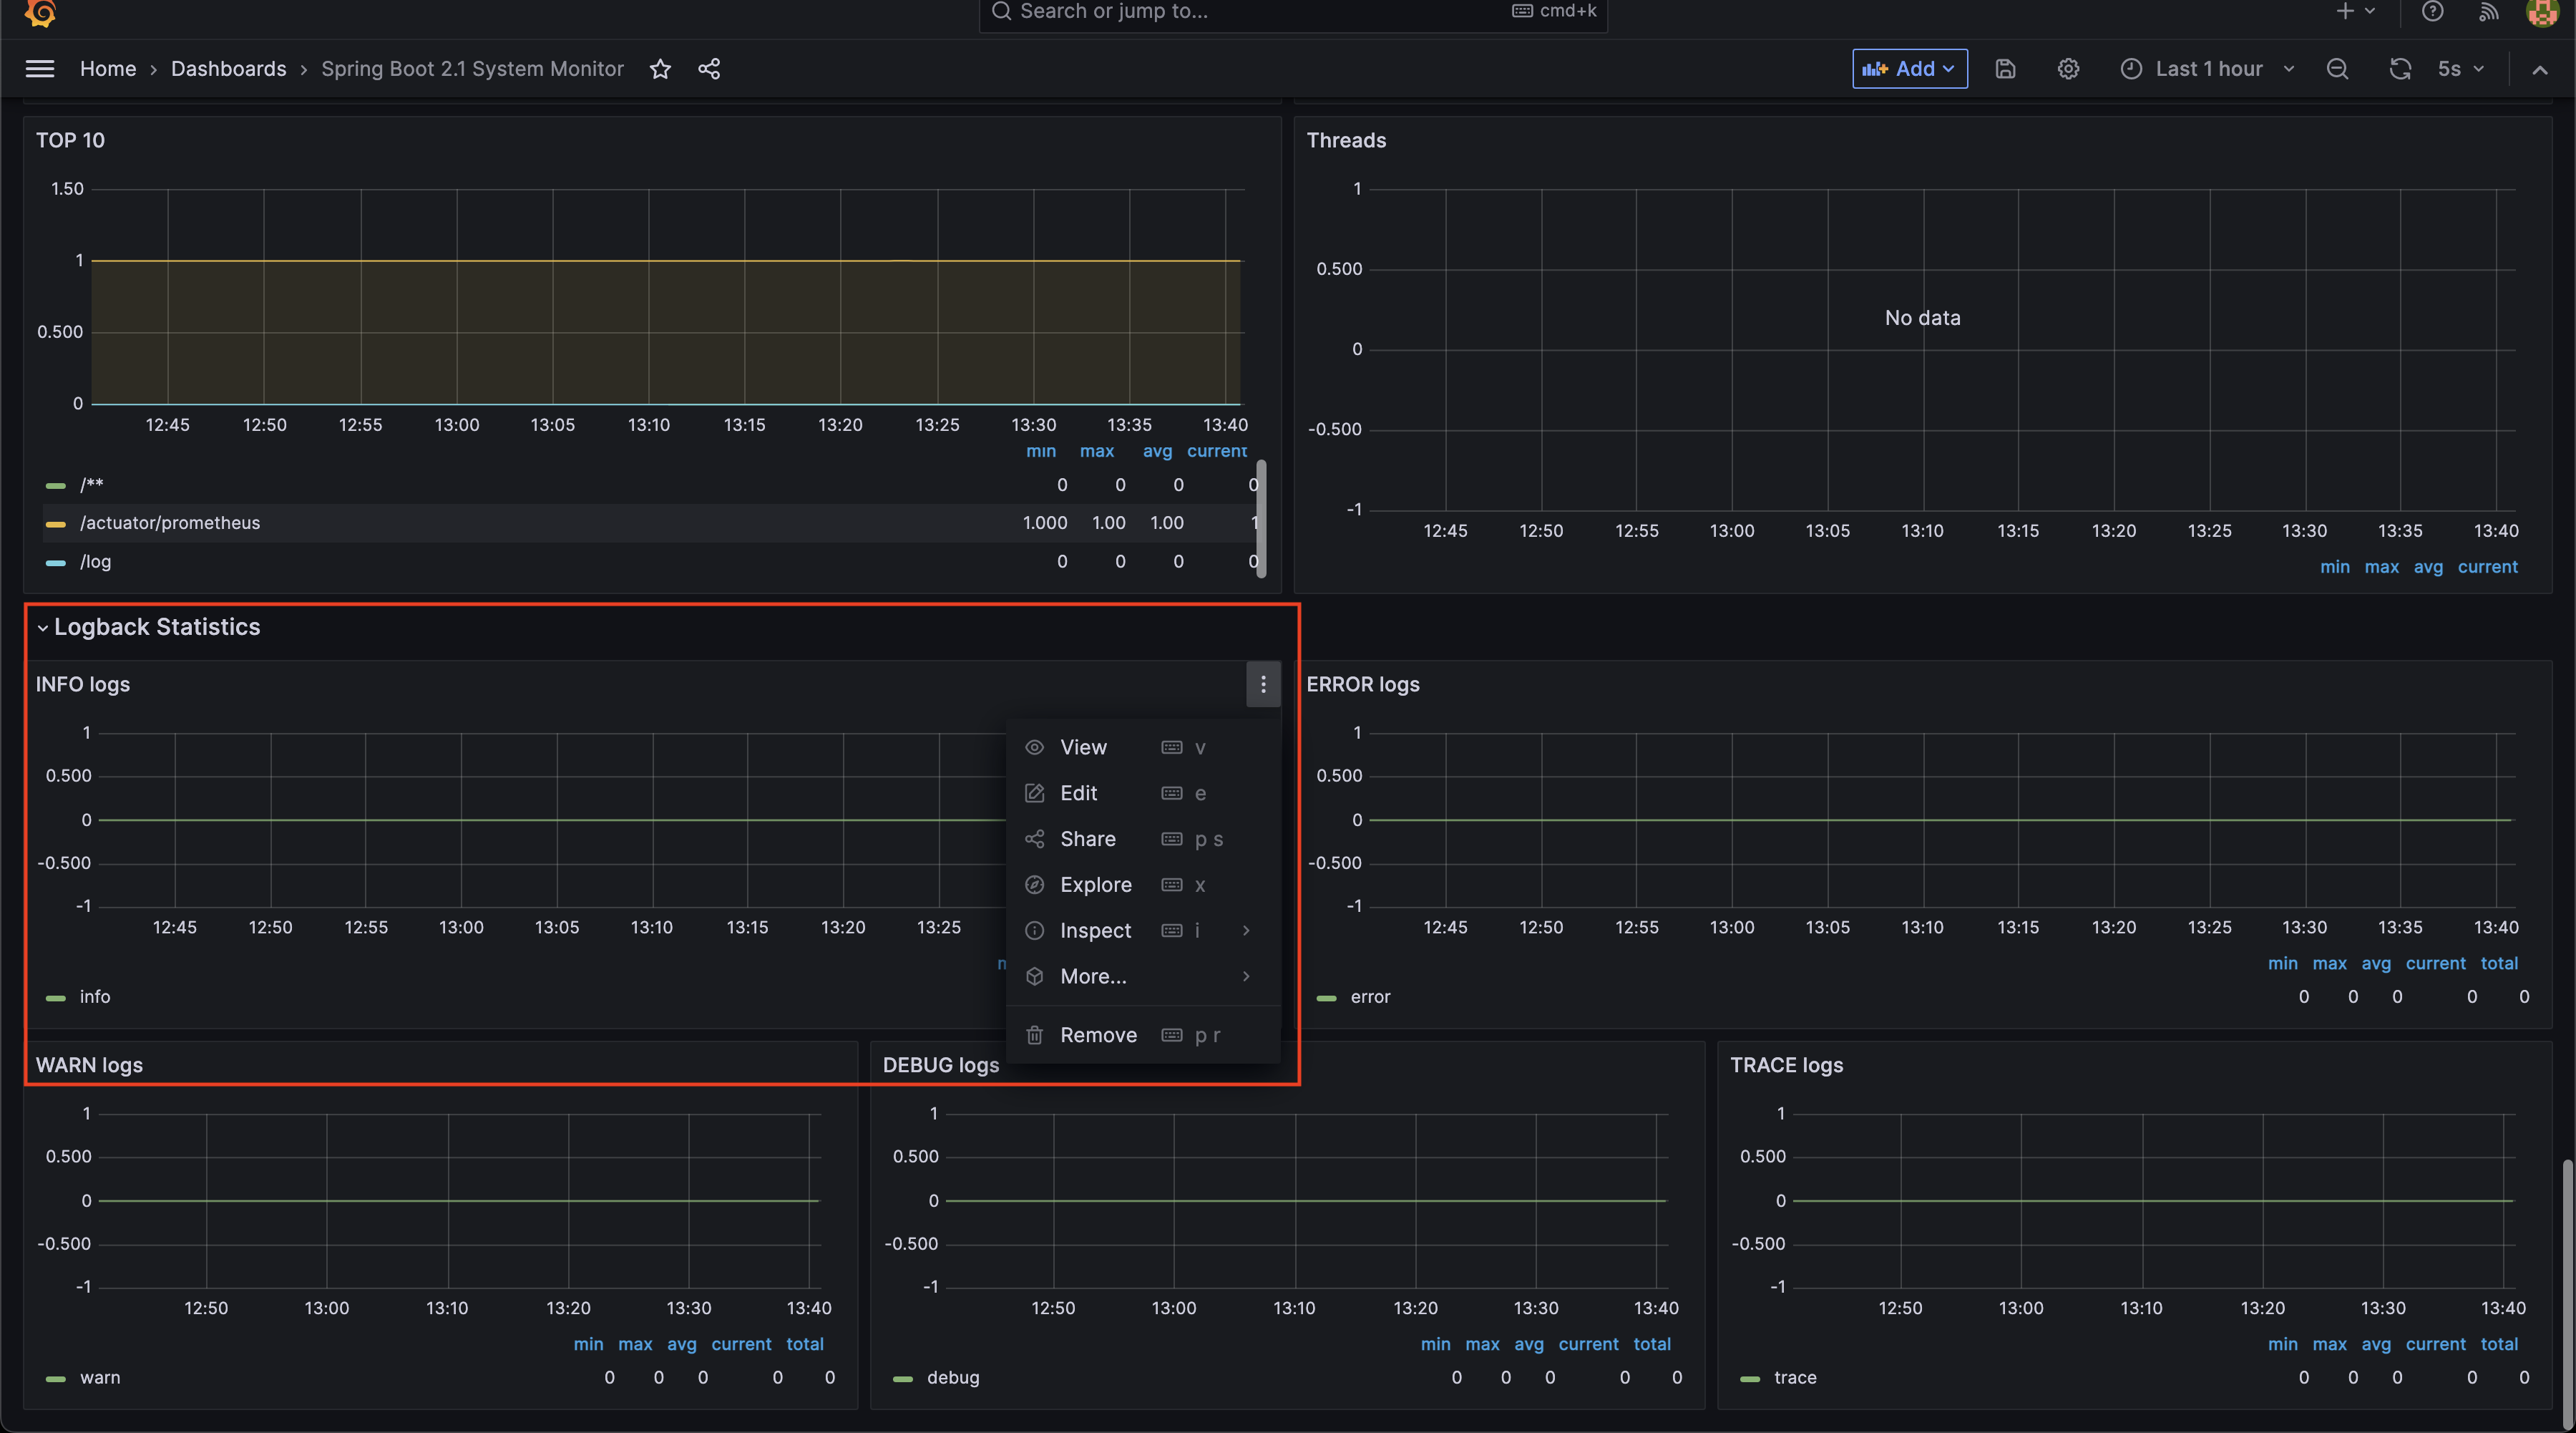 Search or jump to... cmd+k
Home › Dashboards › Spring Boot 2.1 System Monitor
Add Last 1 hour 5s
TOP 10
1.50
1
0.500
0
12:45 12:50 12:55 13:00 13:05 13:10 13:15 13:20 13:25 13:30 13:35 13:40
min max avg current
/** 0 0 0 0
/actuator/prometheus 1.000 1.00 1.00 1
/log 0 0 0 0
Threads
1
0.500
No data
0
-0.500
-1
12:45 12:50 12:55 13:00 13:05 13:10 13:15 13:20 13:25 13:30 13:35 13:40
min max avg current
Logback Statistics
INFO logs
1
0.500
0
-0.500
-1
12:45 12:50 12:55 13:00 13:05 13:10 13:15 13:20 13:25
info
View v
Edit e
Share p s
Explore x
Inspect i
More...
Remove p r
ERROR logs
1
0.500
0
-0.500
-1
12:45 12:50 12:55 13:00 13:05 13:10 13:15 13:20 13:25 13:30 13:35 13:40
min max avg current total
error 0 0 0 0 0
WARN logs
1
0.500
0
-0.500
-1
12:50 13:00 13:10 13:20 13:30 13:40
min max avg current total
warn 0 0 0 0 0
DEBUG logs
1
0.500
0
-0.500
-1
12:50 13:00 13:10 13:20 13:30 13:40
min max avg current total
debug 0 0 0 0 0
TRACE logs
1
0.500
0
-0.500
-1
12:50 13:00 13:10 13:20 13:30 13:40
min max avg current total
trace 0 0 0 0 0